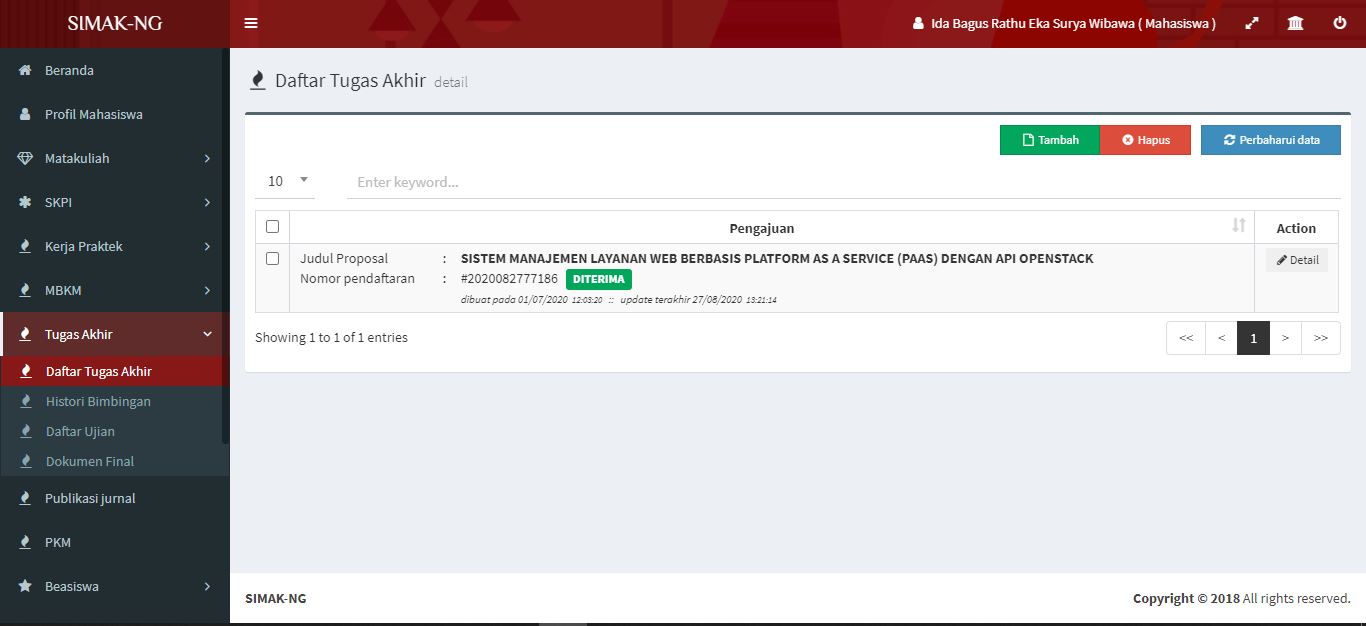 SIMAK-NG
Ida Bagus Rathu Eka Surya Wibawa ( Mahasiswa )
Beranda
Profil Mahasiswa
Matakuliah
SKPI
Kerja Praktek
MBKM
Tugas Akhir
Daftar Tugas Akhir
Histori Bimbingan
Daftar Ujian
Dokumen Final
Publikasi jurnal
PKM
Beasiswa
Daftar Tugas Akhir detail
Tambah Hapus Perbaharui data
10 Enter keyword...
Pengajuan Action
Judul Proposal : SISTEM MANAJEMEN LAYANAN WEB BERBASIS PLATFORM AS A SERVICE (PAAS) DENGAN API OPENSTACK Detail
Nomor pendaftaran : #2020082777186 DITERIMA
dibuat pada 01/07/2020 12:03:20 :: update terakhir 27/08/2020 13:21:14
Showing 1 to 1 of 1 entries << < 1 > >>
SIMAK-NG Copyright © 2018 All rights reserved.